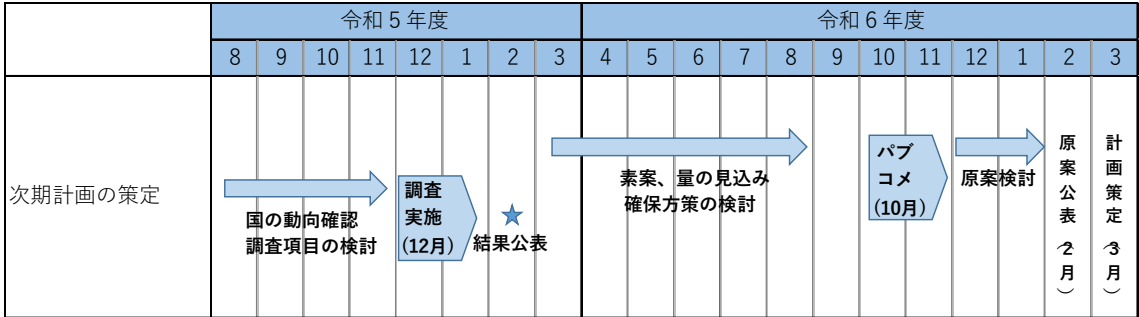 令和５年度 令和６年度
8 9 10 11 12 1 2 3 4 5 6 7 8 9 10 11 12 1 2 3
次期計画の策定
国の動向確認
調査項目の検討
調査
実施
(12月)
結果公表
素案、量の見込み
確保方策の検討
パブ
コメ
(10月)
原案検討
原案公表（2月）
計画策定（3月）